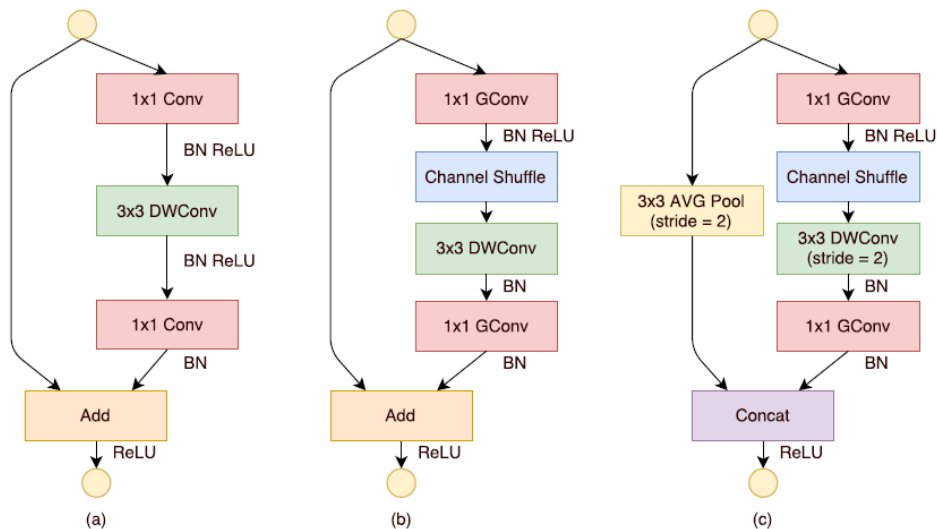 1x1 Conv
BN ReLU
3x3 DWConv
BN ReLU
1x1 Conv
BN
Add
ReLU
(a)
1x1 GConv
BN ReLU
Channel Shuffle
3x3 DWConv
BN
1x1 GConv
BN
Add
ReLU
(b)
3x3 AVG Pool
(stride = 2)
1x1 GConv
BN ReLU
Channel Shuffle
3x3 DWConv
(stride = 2)
BN
1x1 GConv
BN
Concat
ReLU
(c)